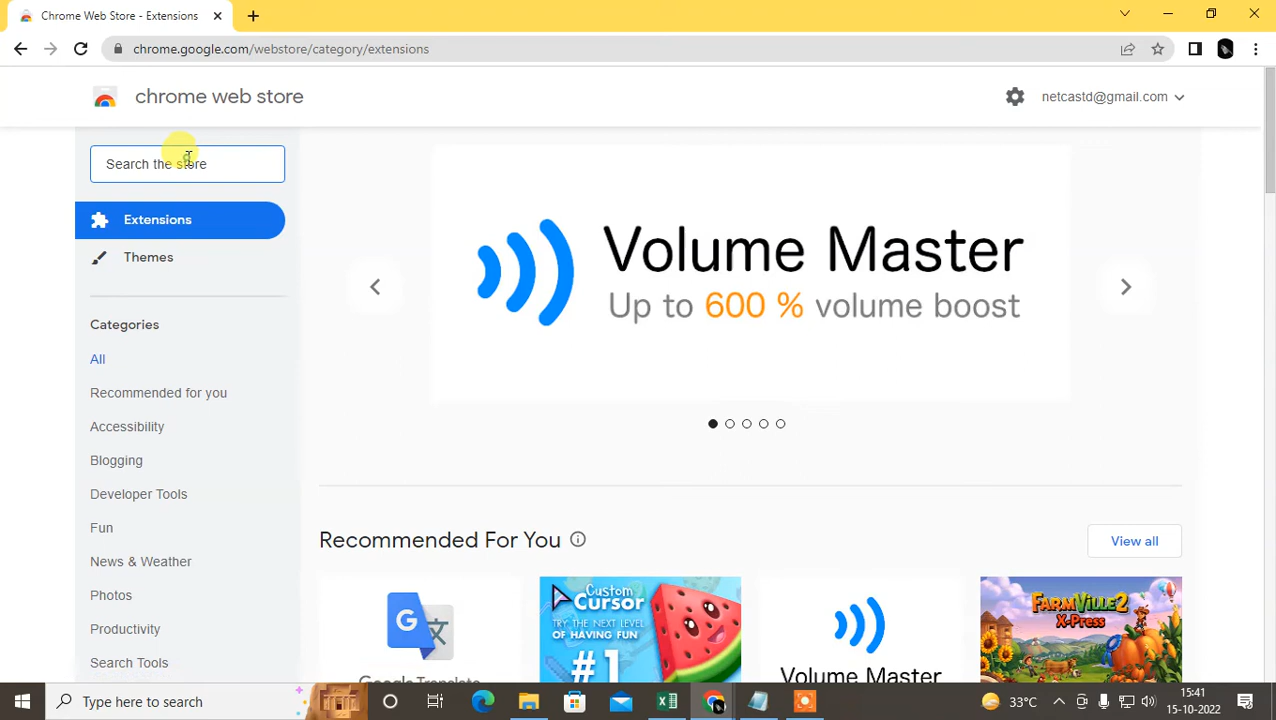 Chrome Web Store - Extensions
chrome.google.com/webstore/category/extensions
chrome web store
netcastd@gmail.com
Search the store
Extensions
Themes
Categories
All
Recommended for you
Accessibility
Blogging
Developer Tools
Fun
News & Weather
Photos
Productivity
Search Tools
Volume Master
Up to 600 % volume boost
Recommended For You
View all
G
Google Translate
Custom
Cursor
TRY THE NEXT LEVEL
OF HAVING FUN
#1
Volume Master
FARMVILLE2
X-PRESS
Type here to search
33°C
15:41
15-10-2022